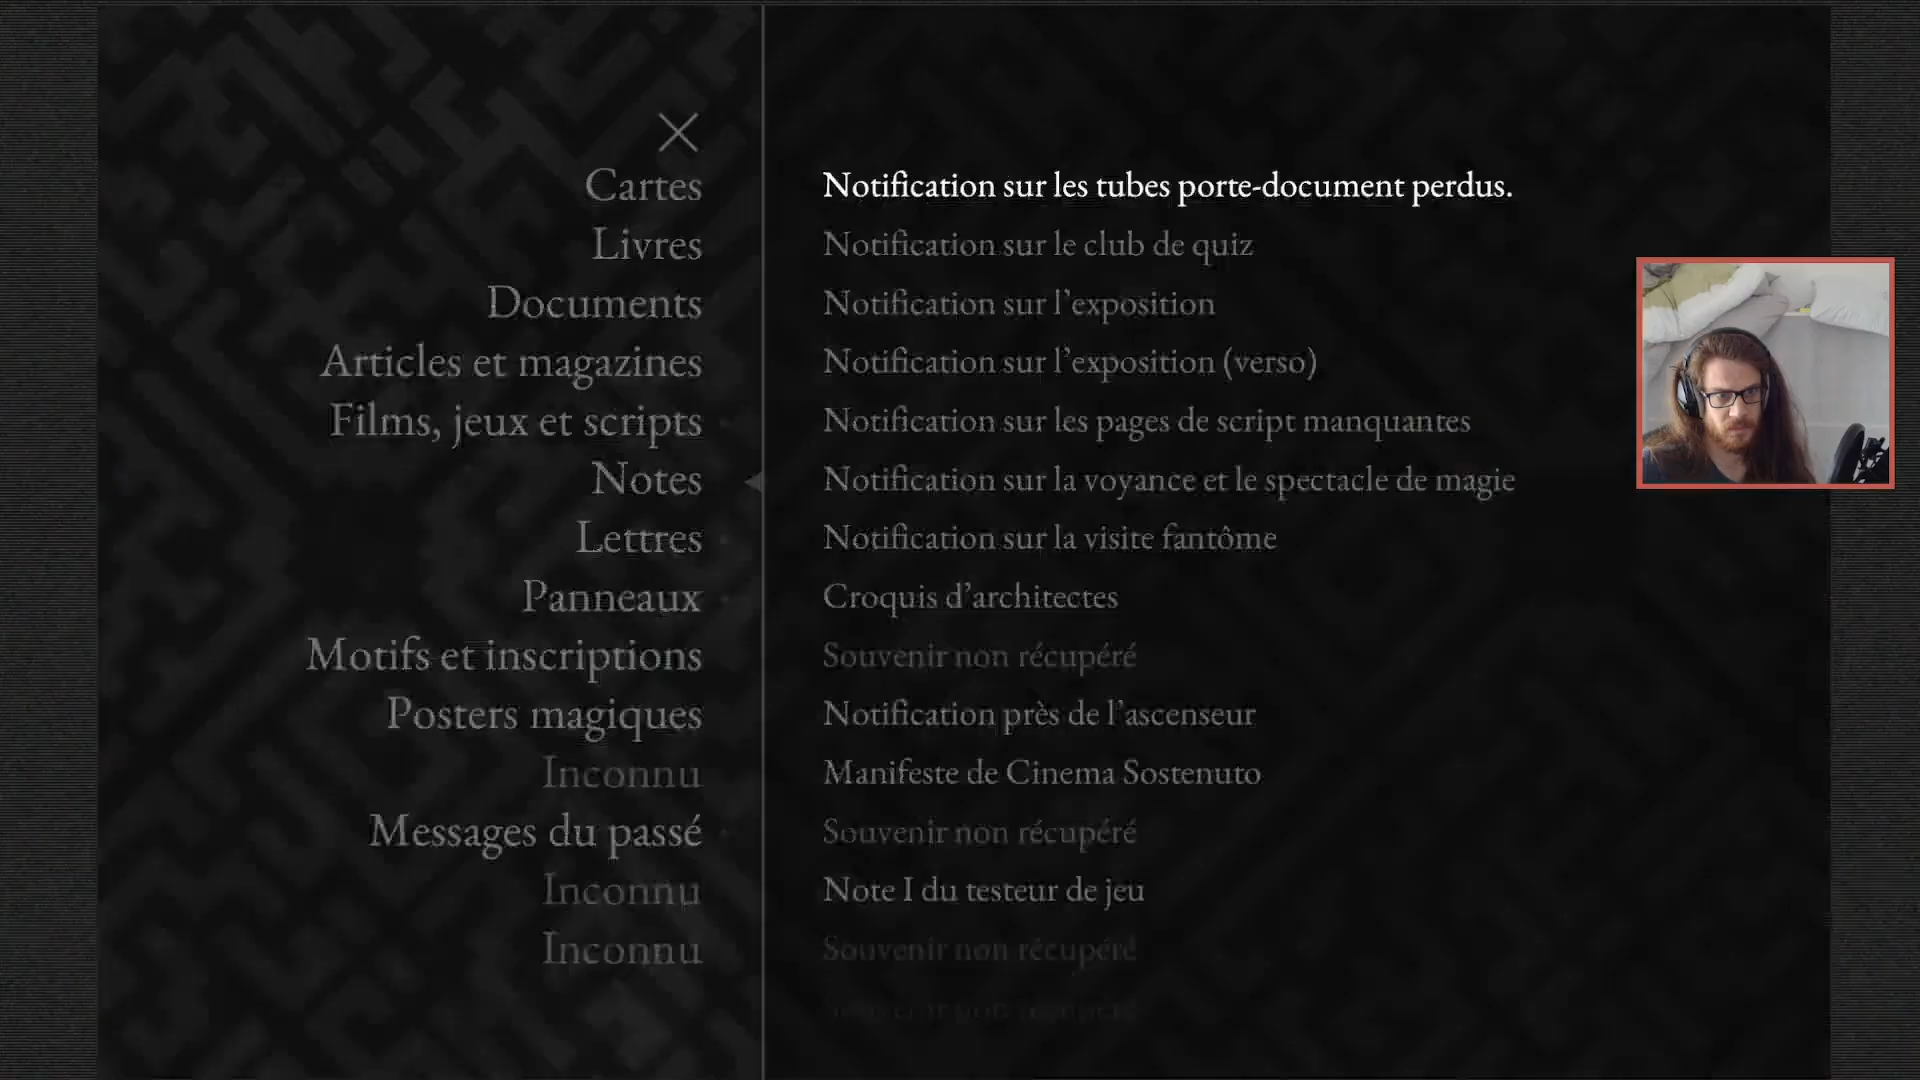 Cartes
Livres
Documents
Articles et magazines
Films, jeux et scripts
Notes
Lettres
Panneaux
Motifs et inscriptions
Posters magiques
Inconnu
Messages du passé
Inconnu
Inconnu
Notification sur les tubes porte-document perdus.
Notification sur le club de quiz
Notification sur l'exposition
Notification sur l'exposition (verso)
Notification sur les pages de script manquantes
Notification sur la voyance et le spectacle de magie
Notification sur la visite fantôme
Croquis d'architectes
Souvenir non récupéré
Notification près de l'ascenseur
Manifeste de Cinema Sostenuto
Souvenir non récupéré
Note I du testeur de jeu
Souvenir non récupéré